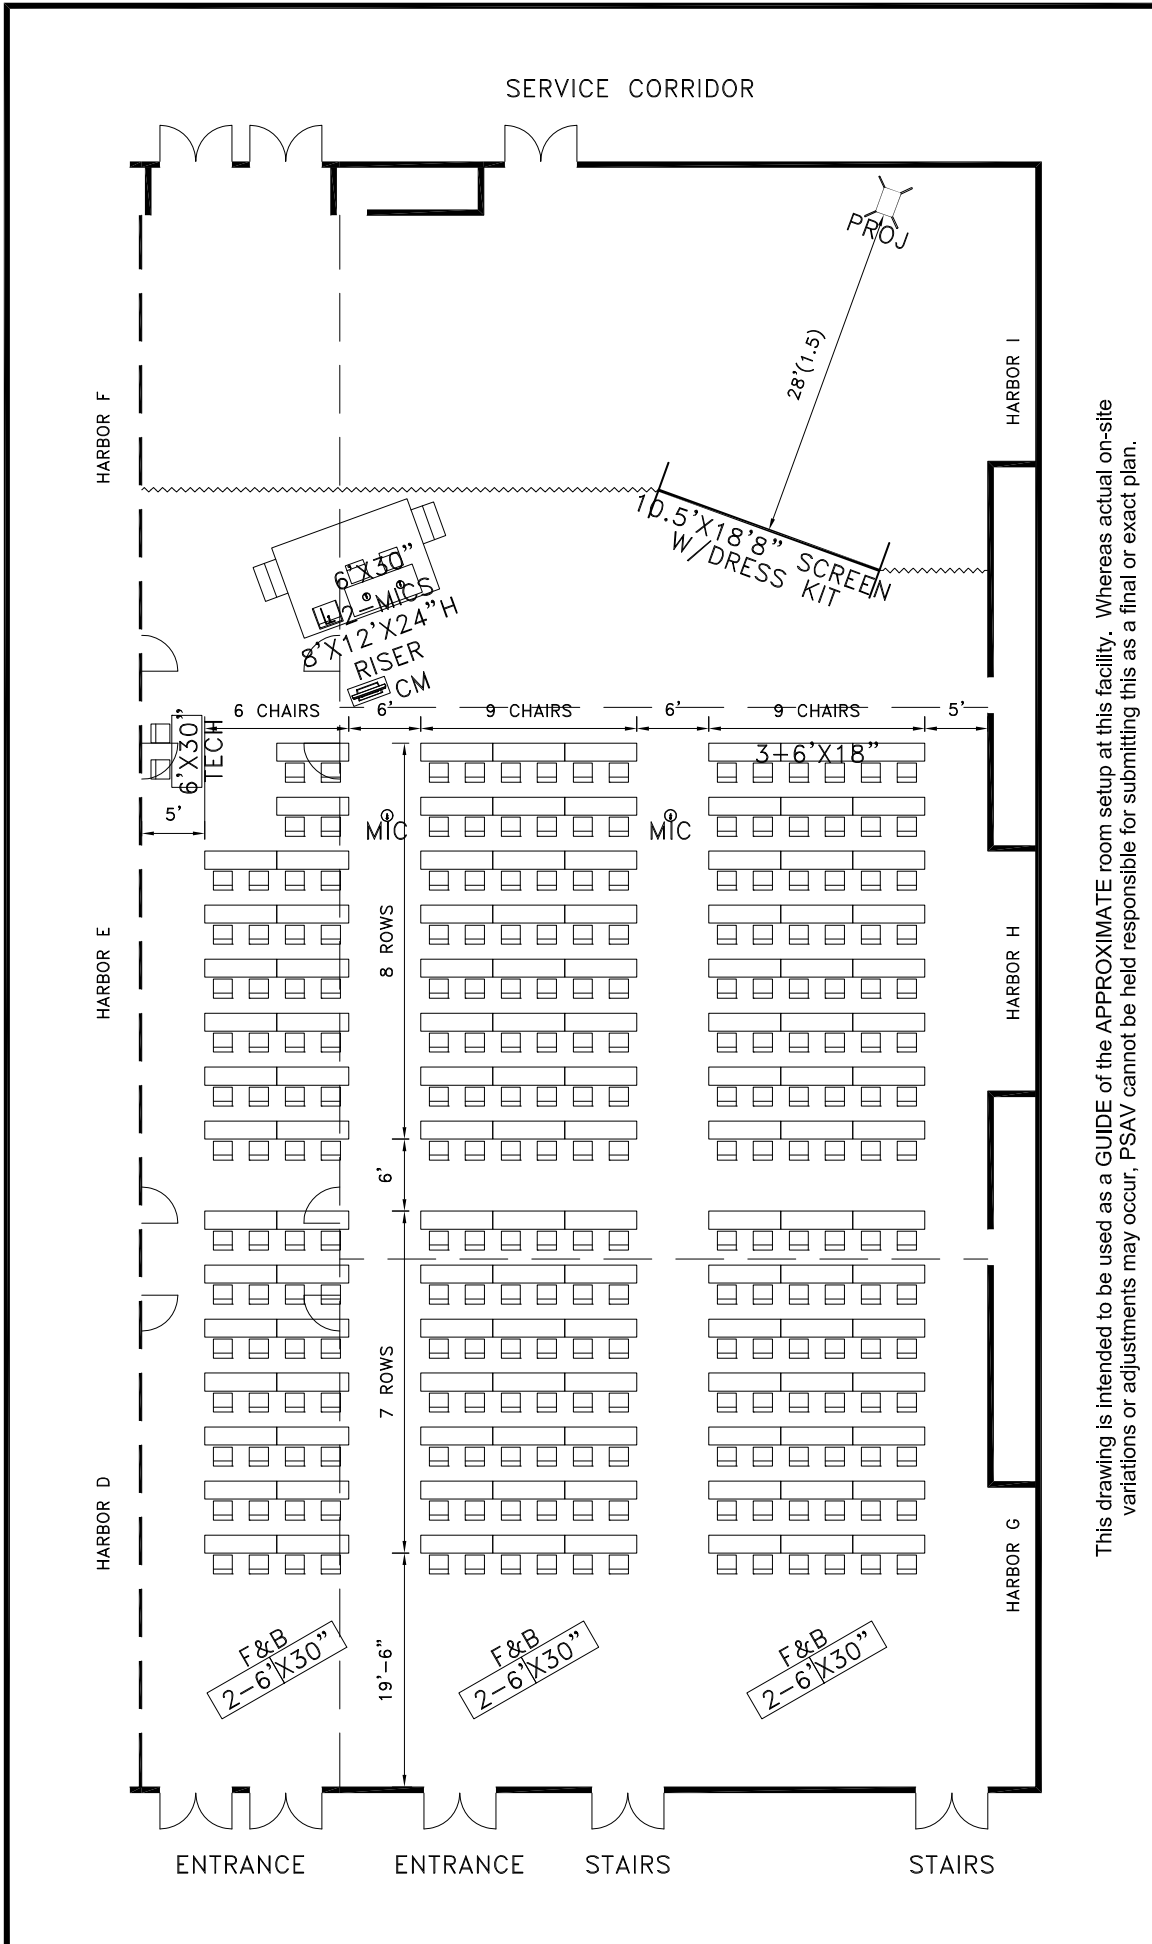 SERVICE CORRIDOR
PROJ
28'(1.5)
HARBOR I
HARBOR F
10.5'X18'8" SCREEN
W/DRESS KIT
6'X30"
2-MICS
8'X12'X24"H
RISER
CM
6 CHAIRS
6'
9 CHAIRS
6'
9 CHAIRS
5'
6'X30"
TECH
3-6'X18"
5'
MIC
MIC
8 ROWS
HARBOR E
HARBOR H
6'
7 ROWS
HARBOR D
HARBOR G
F&B
2-6'X30"
F&B
2-6'X30"
F&B
2-6'X30"
19'-6"
ENTRANCE
ENTRANCE
STAIRS
STAIRS
This drawing is intended to be used as a GUIDE of the APPROXIMATE room setup at this facility. Whereas actual on-site
variations or adjustments may occur, PSAV cannot be held responsible for submitting this as a final or exact plan.